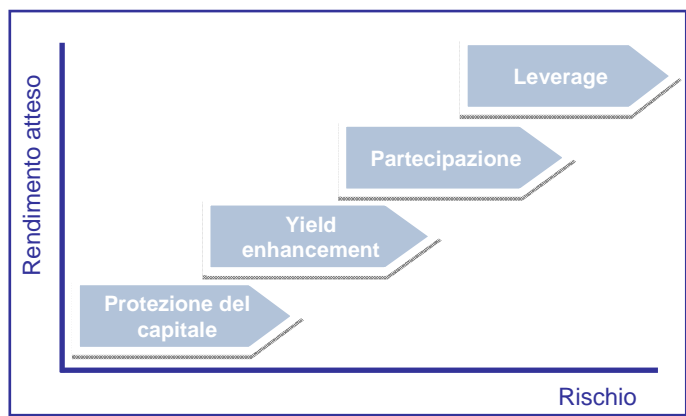 Rendimento atteso
Leverage
Partecipazione
Yield
enhancement
Protezione del
capitale
Rischio